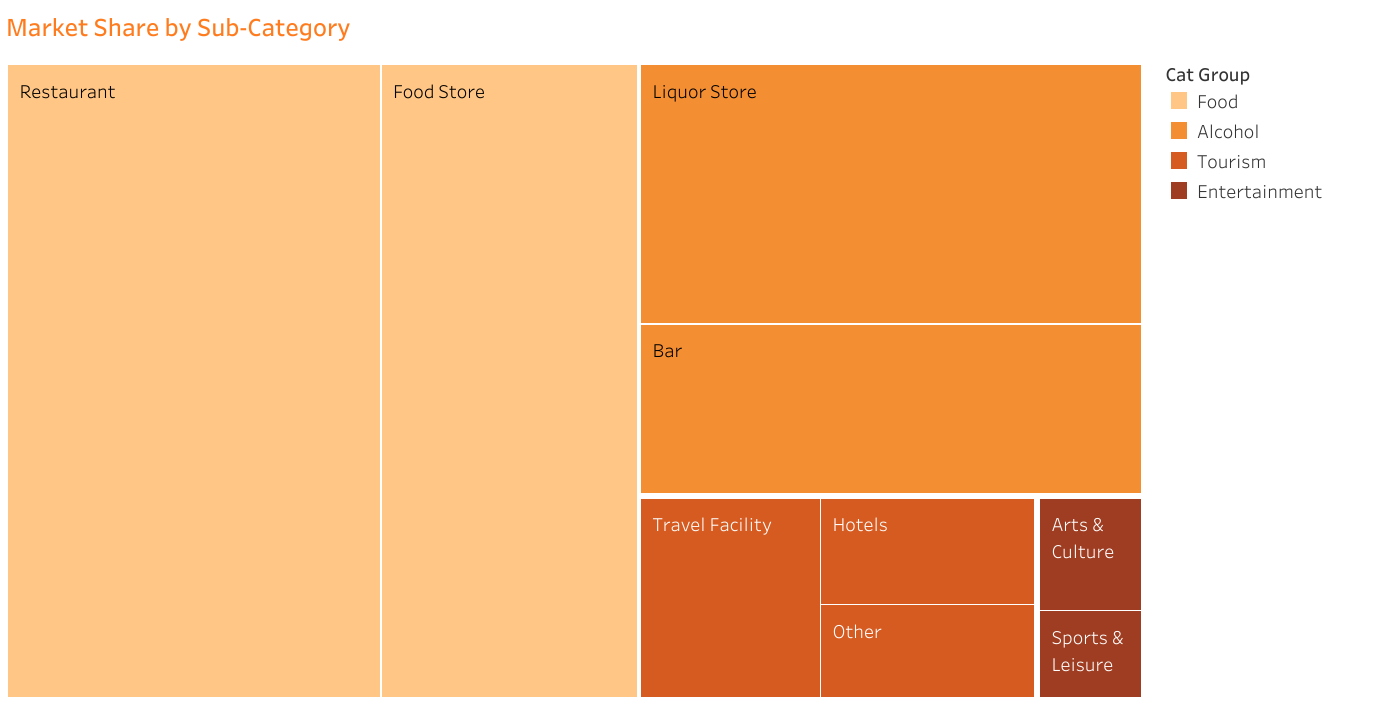 Market Share by Sub-Category
Restaurant
Food Store
Liquor Store
Bar
Travel Facility
Hotels
Other
Arts &
Culture
Sports &
Leisure
Cat Group
Food
Alcohol
Tourism
Entertainment